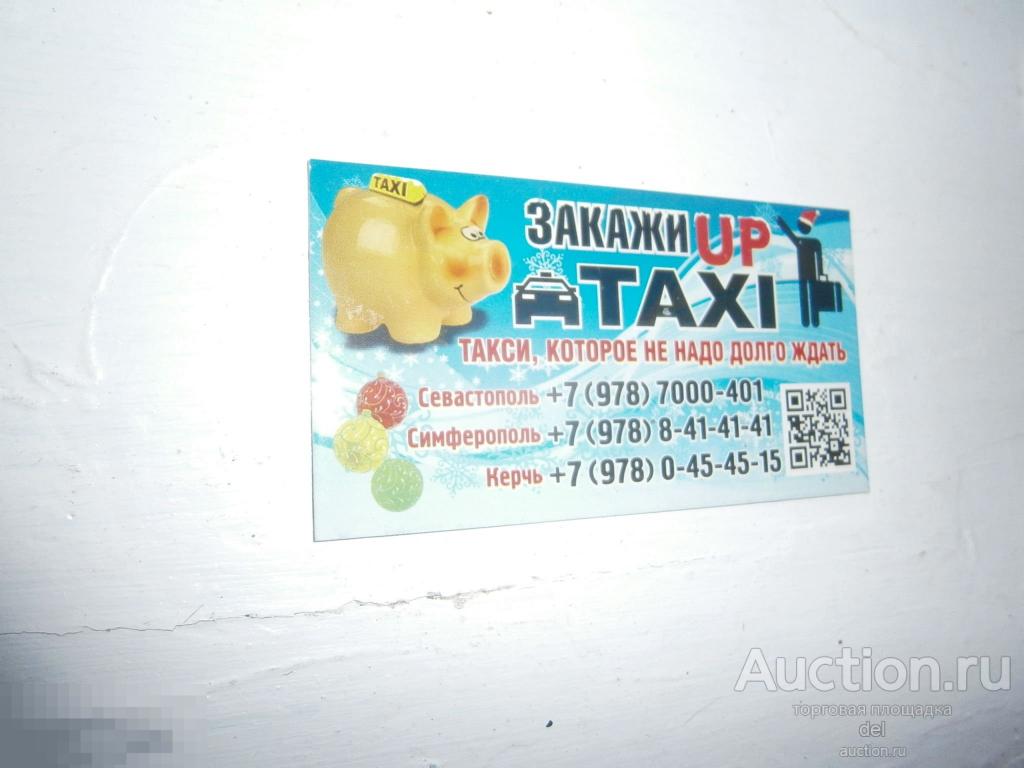 TAXI
ЗАКАЖИ UP
TAXI
ТАКСИ, КОТОРОЕ НЕ НАДО ДОЛГО ЖДАТЬ
Севастополь +7 (978) 7000-401
Симферополь +7 (978) 8-41-41-41
Керчь +7 (978) 0-45-45-15
Auction.ru
торговая площадка
del
auction.ru